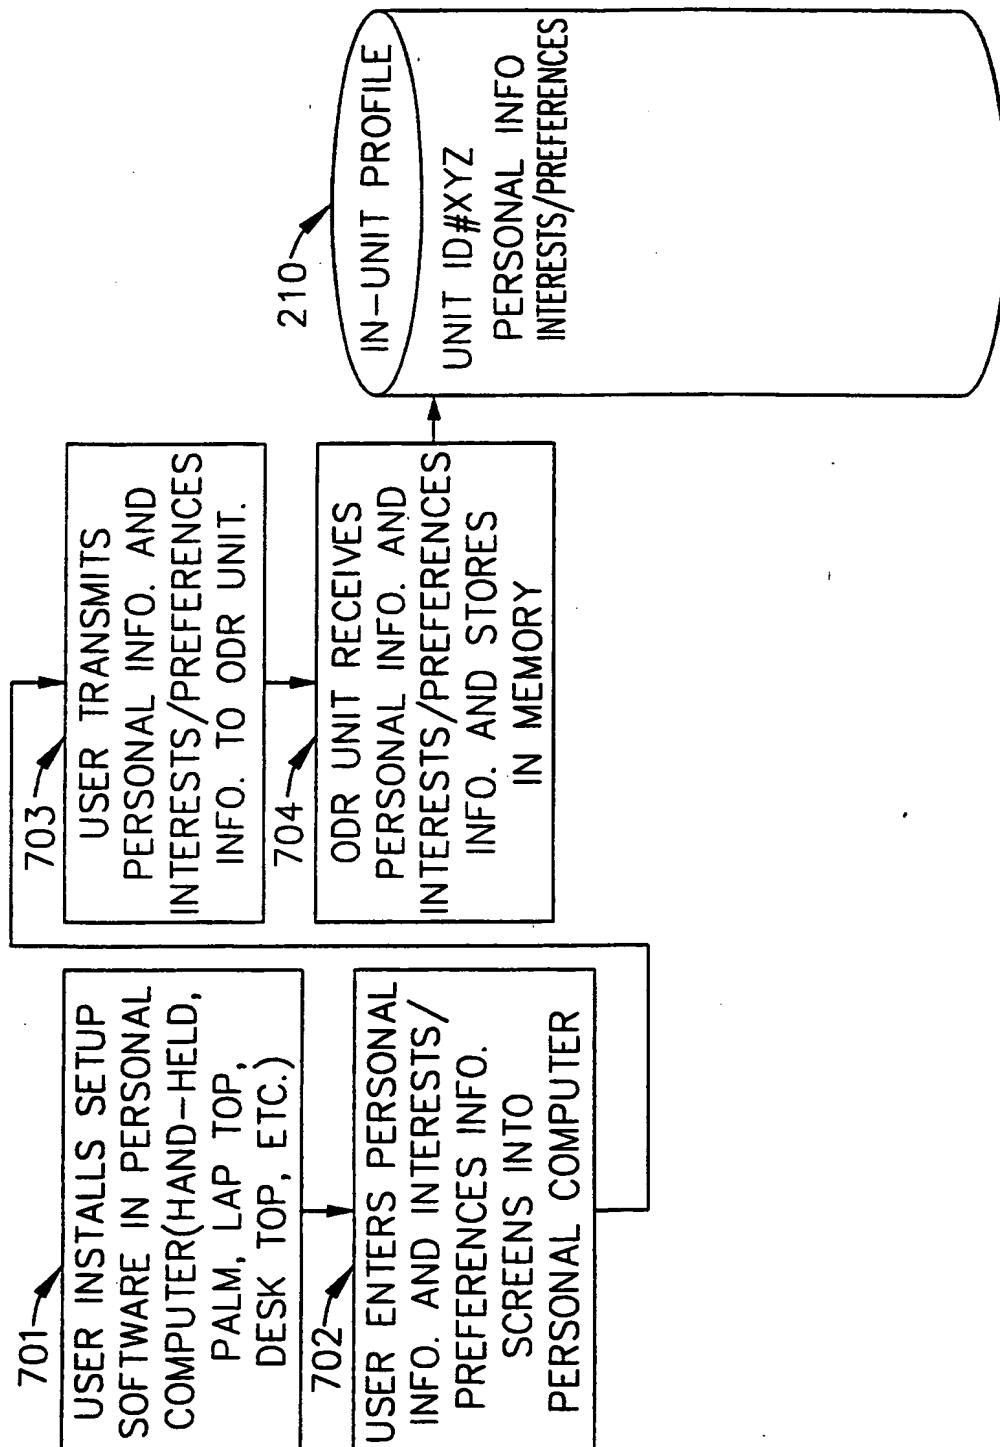 701
USER INSTALLS SETUP
SOFTWARE IN PERSONAL
COMPUTER(HAND-HELD,
PALM, LAP TOP,
DESK TOP, ETC.)
702
USER ENTERS PERSONAL
INFO. AND INTERESTS/
PREFERENCES INFO.
SCREENS INTO
PERSONAL COMPUTER
703
USER TRANSMITS
PERSONAL INFO. AND
INTERESTS/PREFERENCES
INFO. TO ODR UNIT.
704
ODR UNIT RECEIVES
PERSONAL INFO. AND
INTERESTS/PREFERENCES
INFO. AND STORES
IN MEMORY
210
IN-UNIT PROFILE
UNIT ID#XYZ
PERSONAL INFO
INTERESTS/PREFERENCES